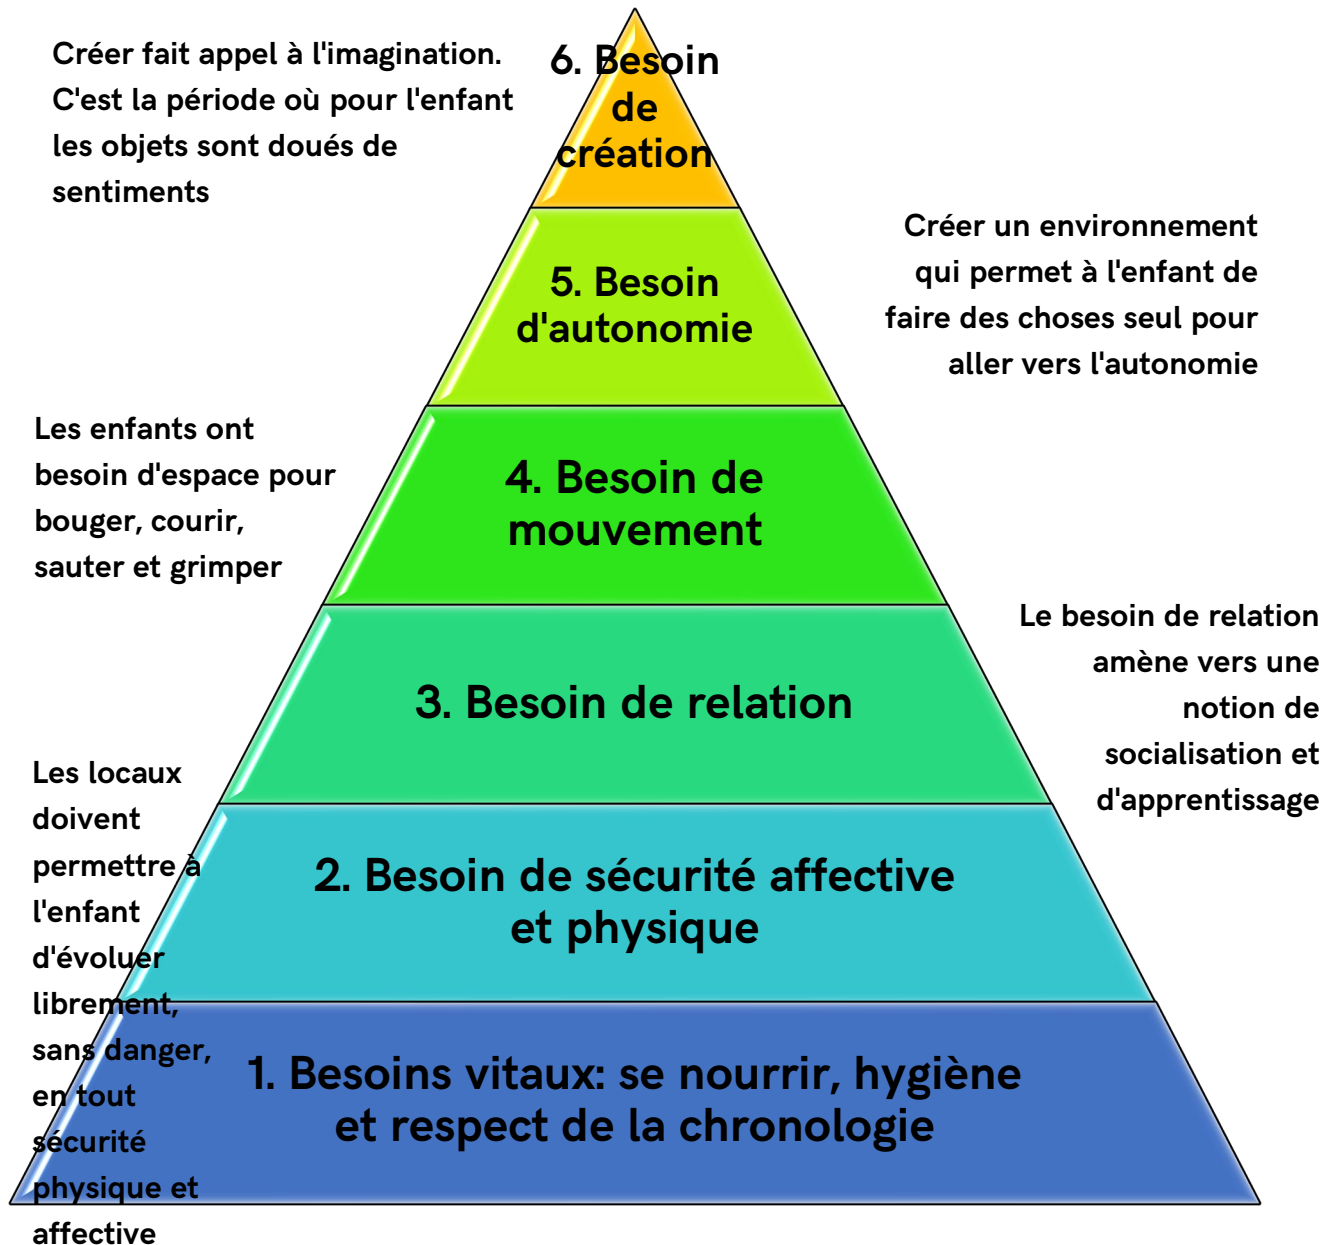 Créer fait appel à l'imagination.
C'est la période où pour l'enfant
les objets sont doués de
sentiments
6. Besoin
de
création
Créer un environnement
qui permet à l'enfant de
faire des choses seul pour
aller vers l'autonomie
5. Besoin
d'autonomie
Les enfants ont
besoin d'espace pour
bouger, courir,
sauter et grimper
4. Besoin de
mouvement
Le besoin de relation
amène vers une
notion de
socialisation et
d'apprentissage
3. Besoin de relation
Les locaux
doivent
permettre à
l'enfant
d'évoluer
librement,
sans danger,
en tout
sécurité
physique et
affective
2. Besoin de sécurité affective
et physique
1. Besoins vitaux: se nourrir, hygiène
et respect de la chronologie